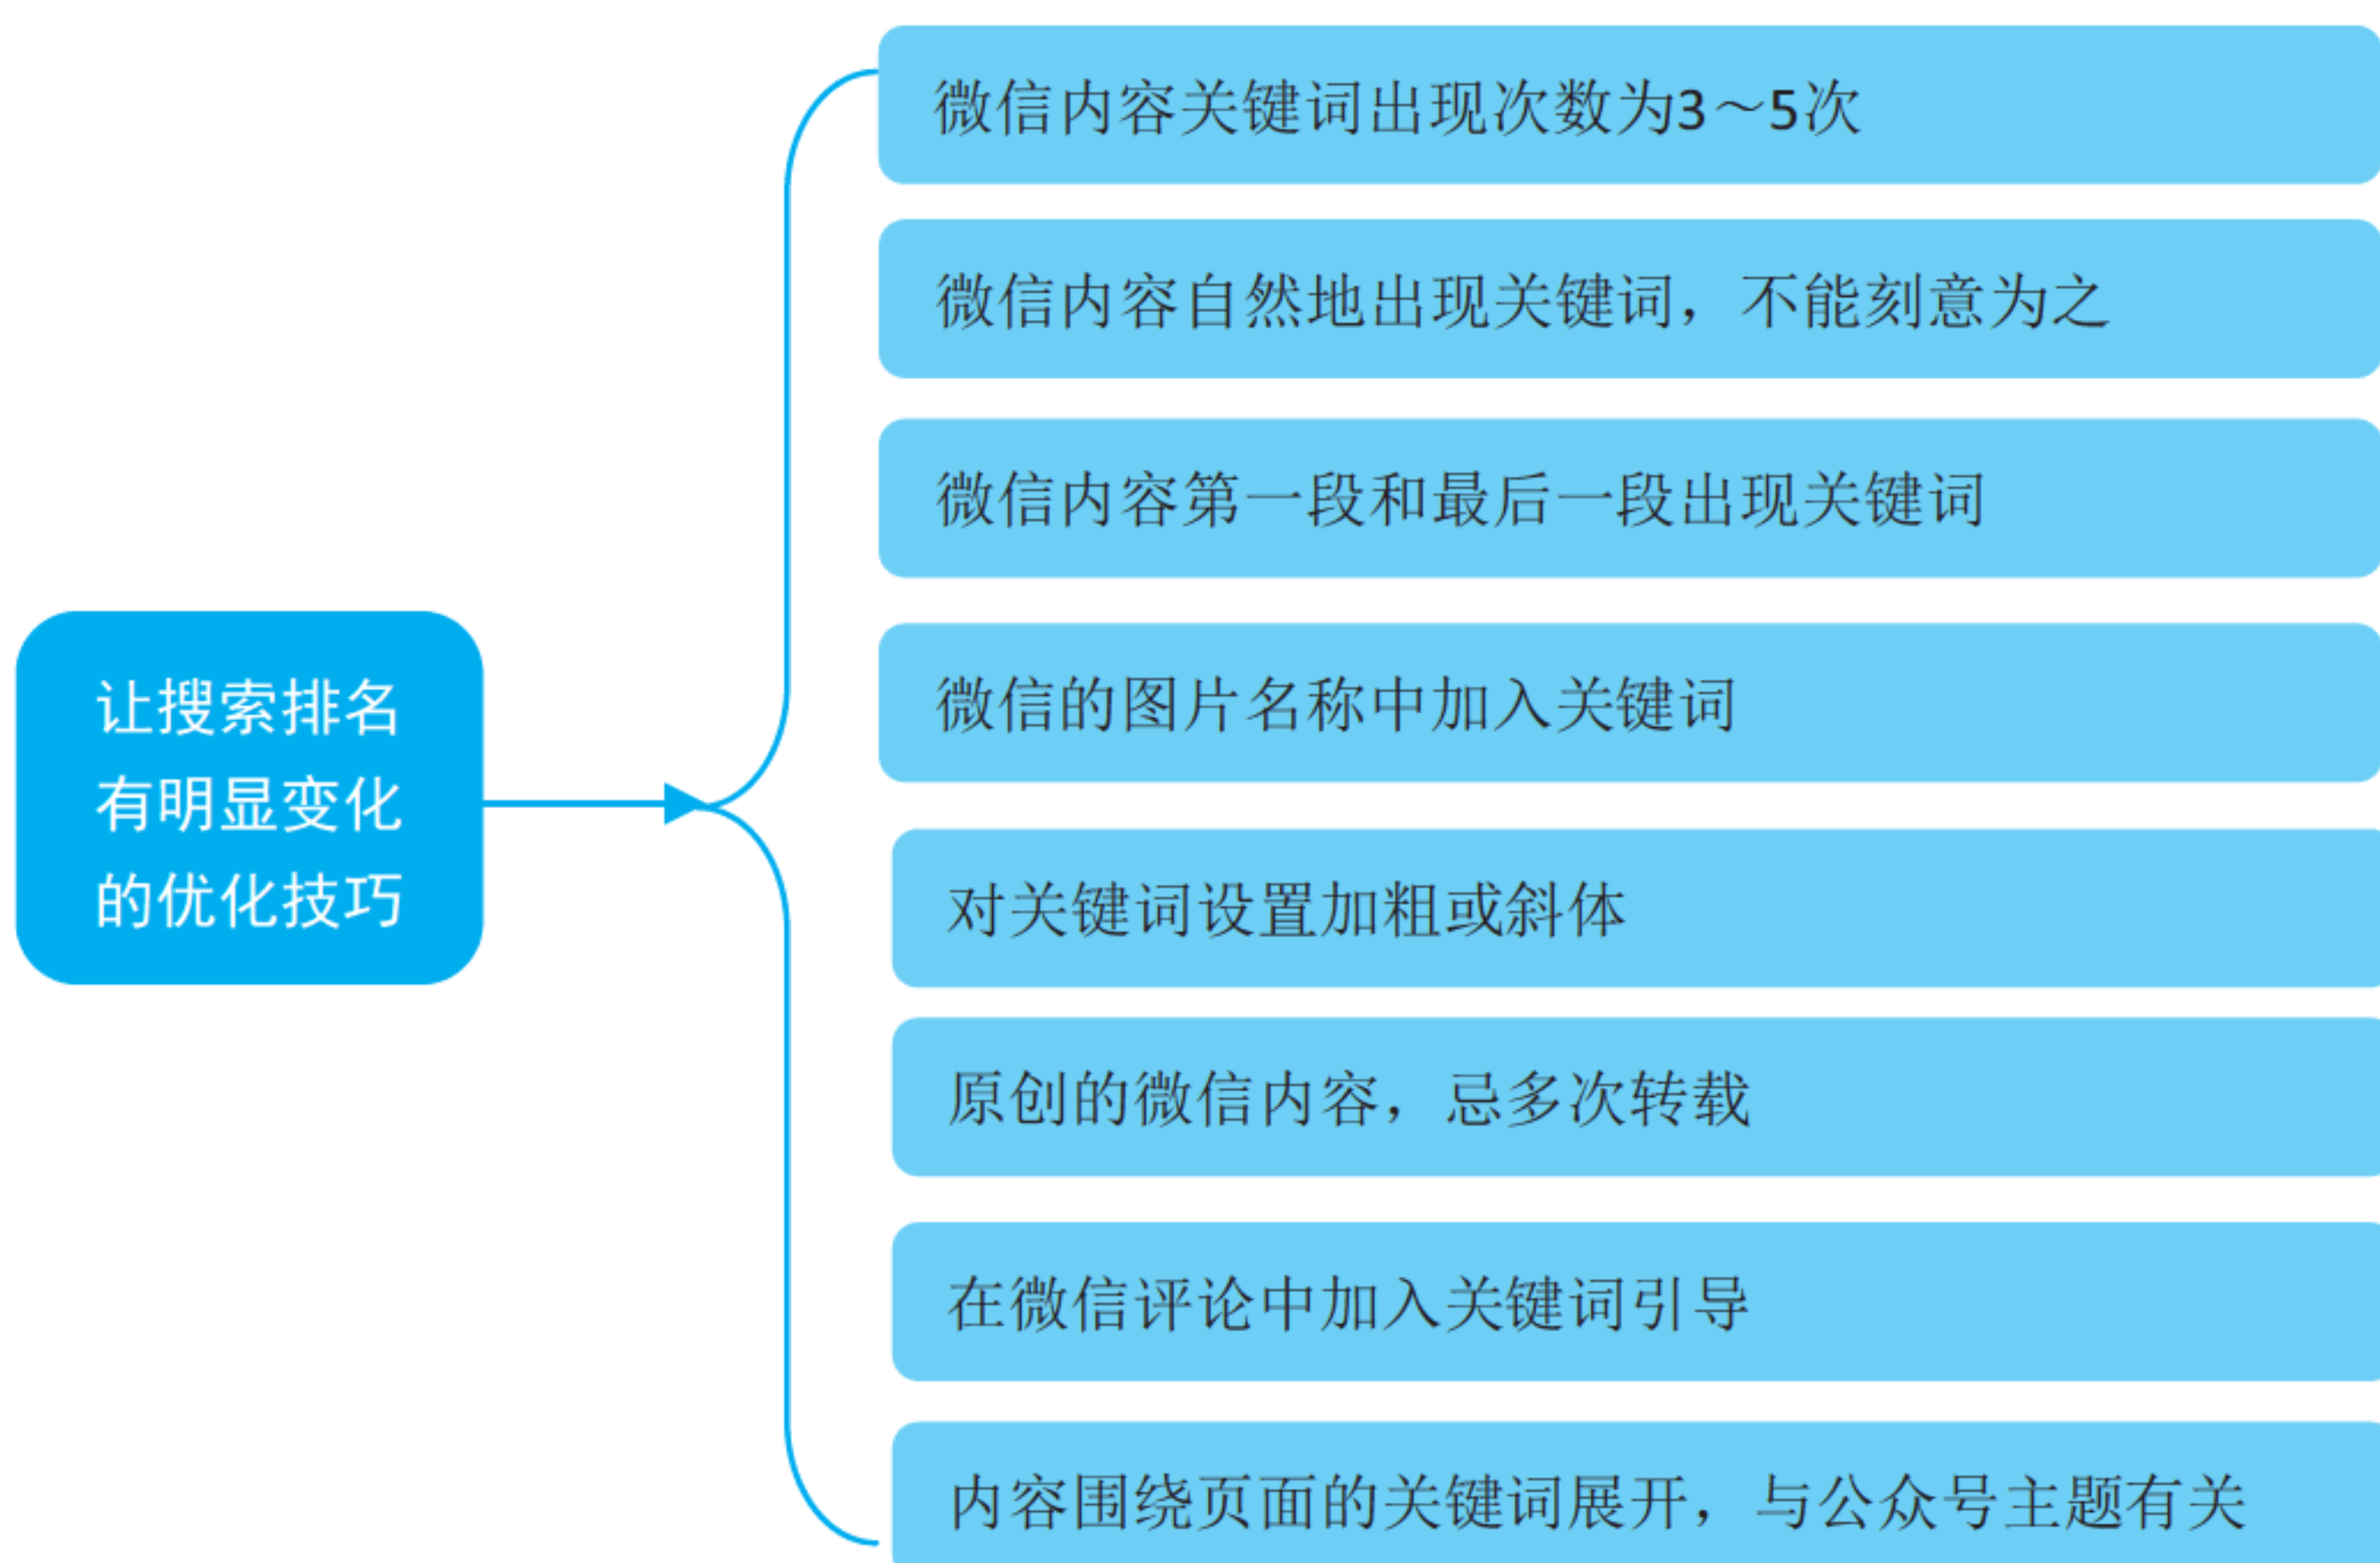 让搜索排名
有明显变化
的优化技巧
微信内容关键词出现次数为3～5次
微信内容自然地出现关键词，不能刻意为之
微信内容第一段和最后一段出现关键词
微信的图片名称中加入关键词
对关键词设置加粗或斜体
原创的微信内容，忌多次转载
在微信评论中加入关键词引导
内容围绕页面的关键词展开，与公众号主题有关